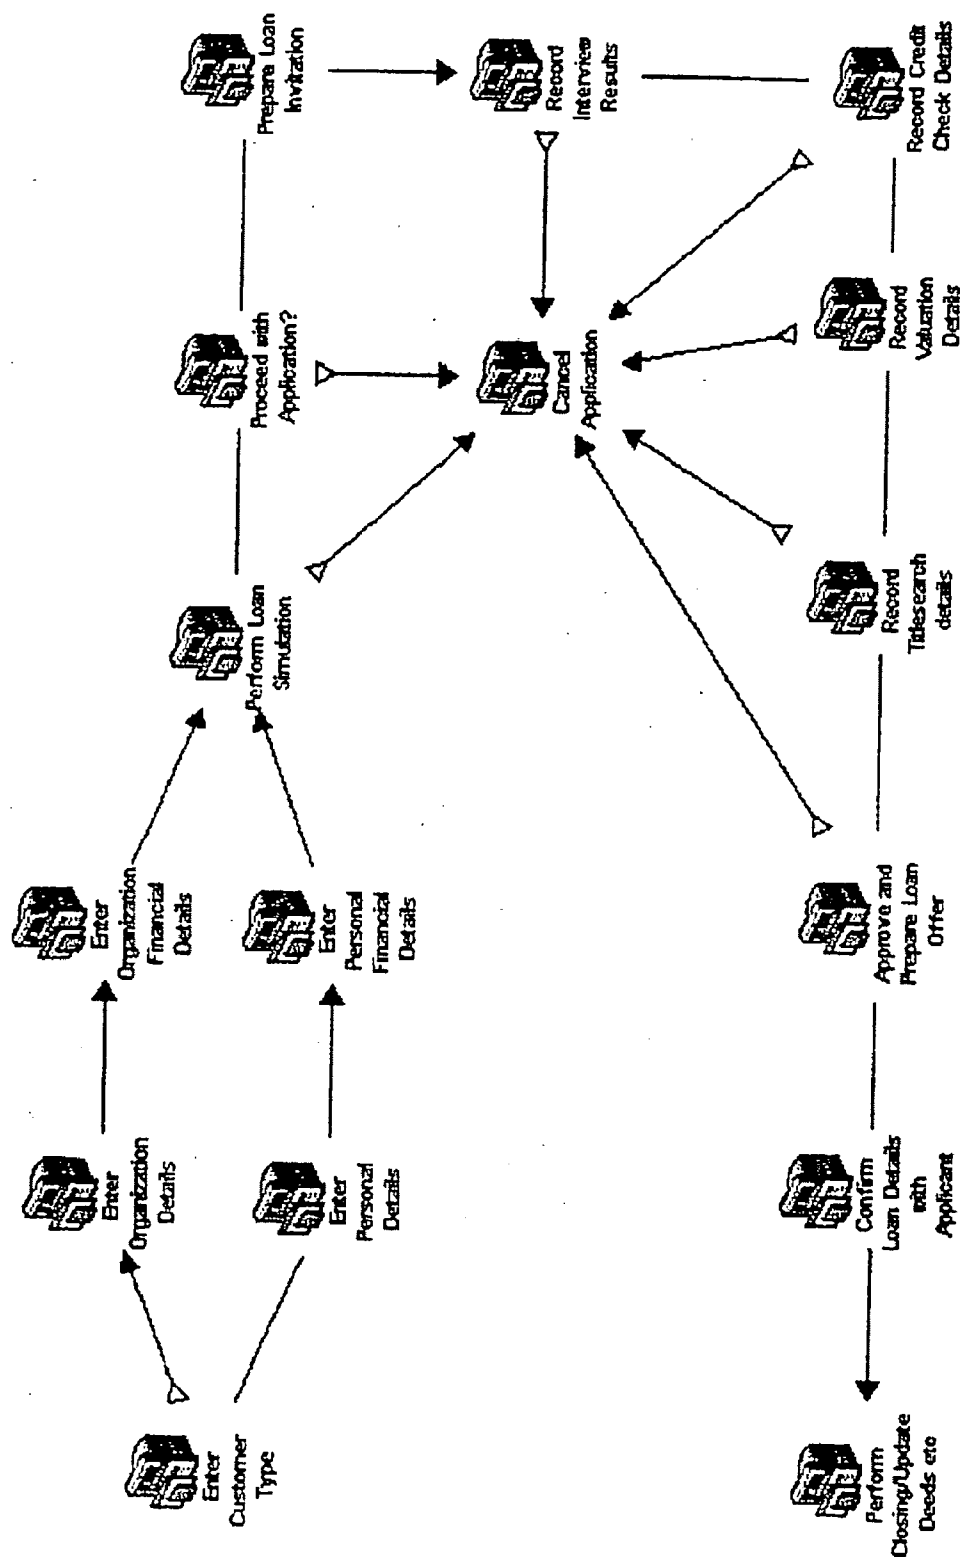 Enter
Customer
Type
Enter
Organization
Details
Enter
Personal
Details
Enter
Organization
Financial
Details
Enter
Personal
Financial
Details
Perform Loan
Simulation
Proceed with
Application?
Prepare Loan
Invitation
Record
Interview
Results
Cancel
Application
Record Credit
Check Details
Record
Valuation
Details
Record
Titlesearch
details
Approve and
Prepare Loan
Offer
Confirm
Loan Details
with
Applicant
Perform
Closing/Update
Deeds etc